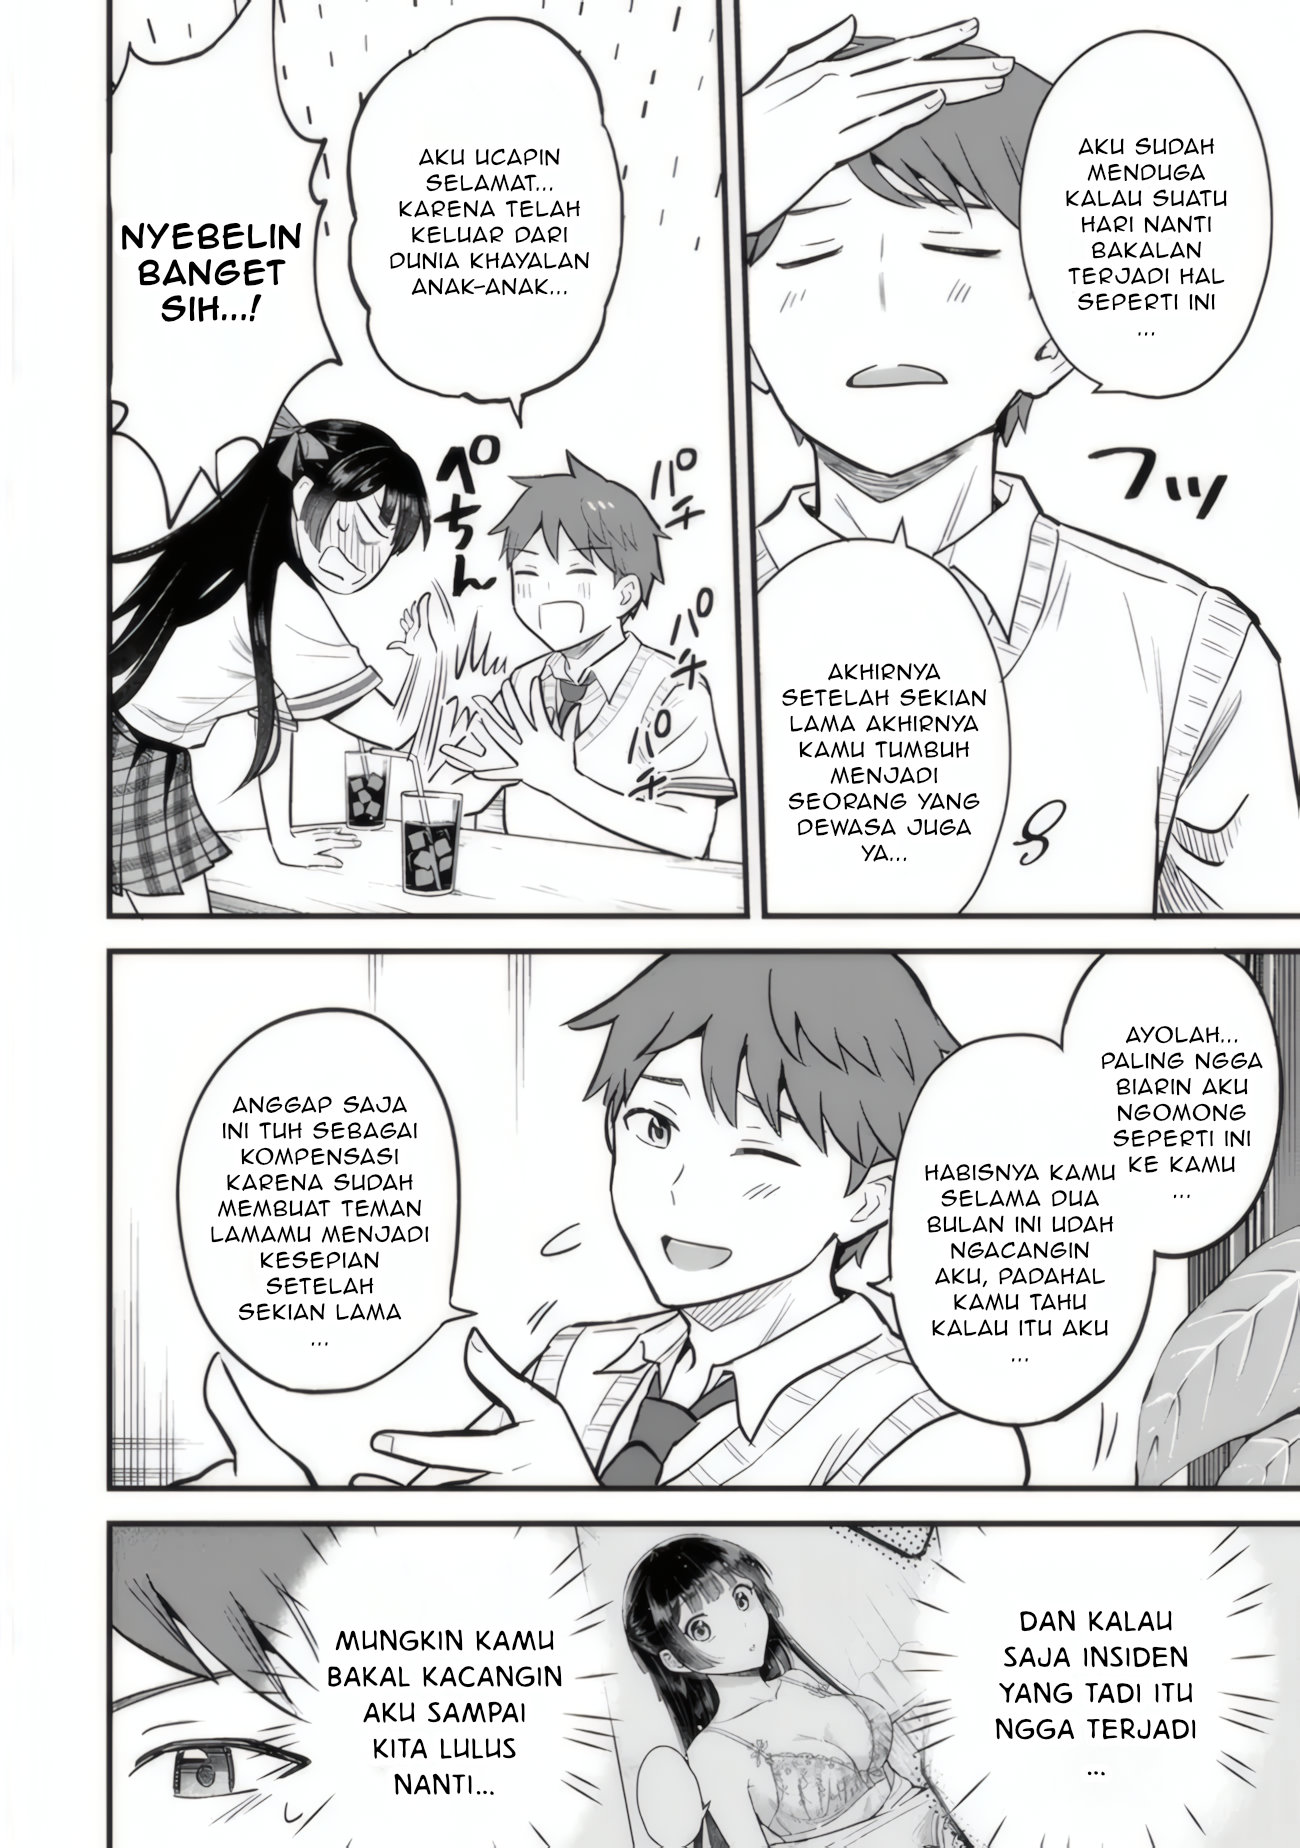 AKU SUDAH
MENDUGA
KALAU SUATU
HARI NANTI
BAKALAN
TERJADI HAL
SEPERTI INI
...
フッ
AKHIRNYA
SETELAH SEKIAN
LAMA AKHIRNYA
KAMU TUMBUH
MENJADI
SEORANG YANG
DEWASA JUGA
YA...
AKU UCAPIN
SELAMAT...
KARENA TELAH
KELUAR DARI
DUNIA KHAYALAN
ANAK-ANAK...
NYEBELIN
BANGET
SIH...!
パチ
パチ
パチ
ペちん
AYOLAH...
PALING NGGA
BIARIN AKU
NGOMONG
SEPERTI INI
KE KAMU
...
HABISNYA KAMU
SELAMA DUA
BULAN INI UDAH
NGACANGIN
AKU, PADAHAL
KAMU TAHU
KALAU ITU AKU
...
ANGGAP SAJA
INI TUH SEBAGAI
KOMPENSASI
KARENA SUDAH
MEMBUAT TEMAN
LAMAMU MENJADI
KESEPIAN
SETELAH
SEKIAN LAMA
...
DAN KALAU
SAJA INSIDEN
YANG TADI ITU
NGGA TERJADI
...
MUNGKIN KAMU
BAKAL KACANGIN
AKU SAMPAI
KITA LULUS
NANTI...